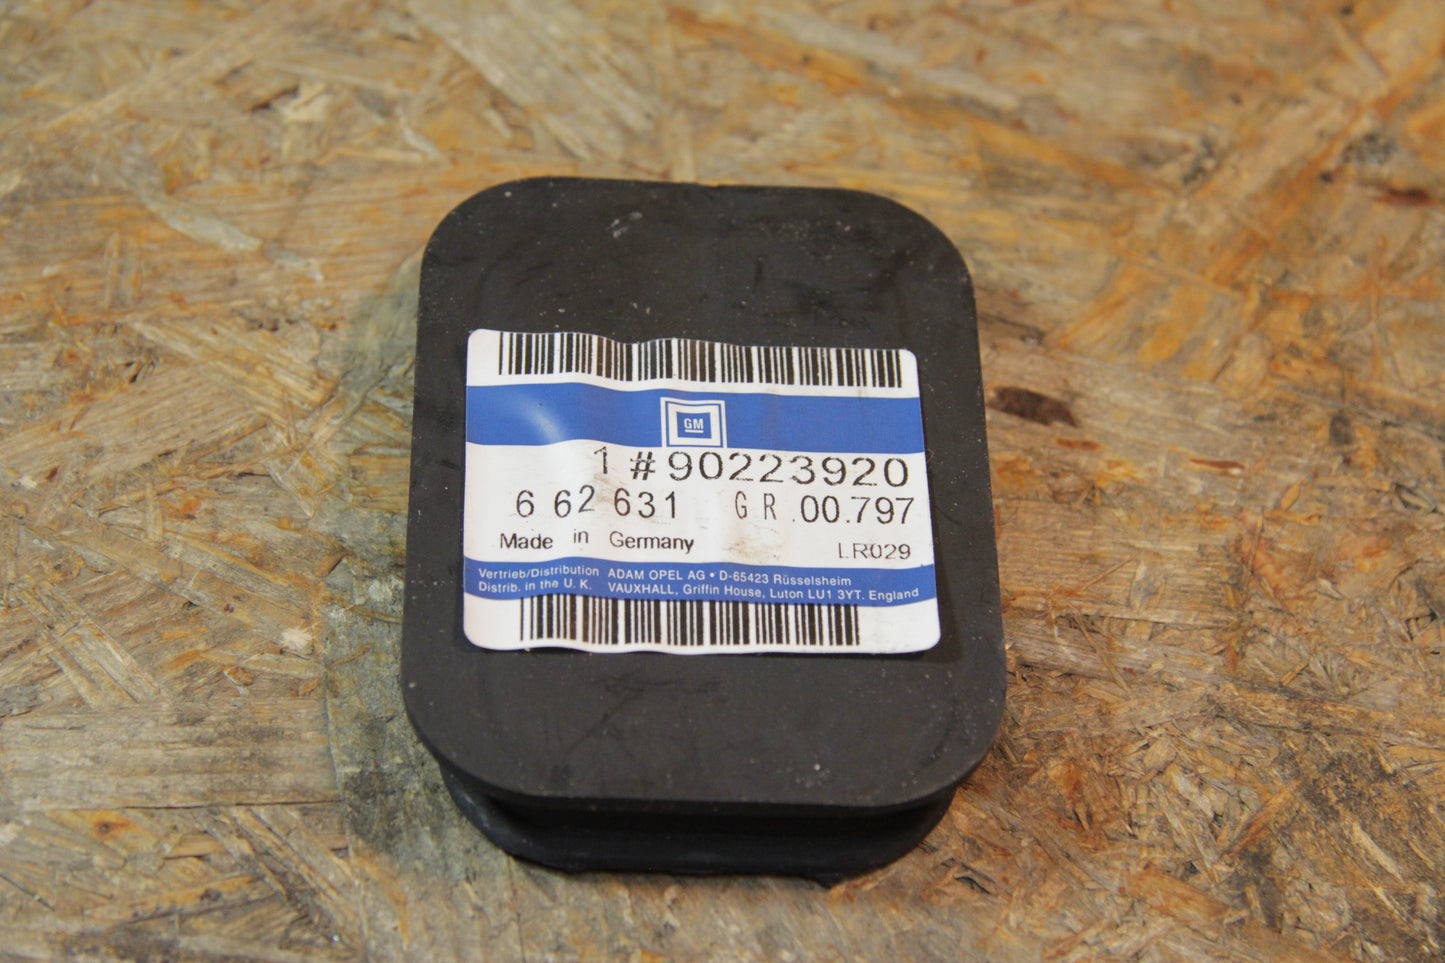 GM
1 # 90223920
6 62 631 GR.00.797
Made in Germany LR029
Vertrieb/Distribution ADAM OPEL AG • D-65423 Rüsselsheim
Distrib. in the U. K. VAUXHALL, Griffin House, Luton LU1 3YT. England